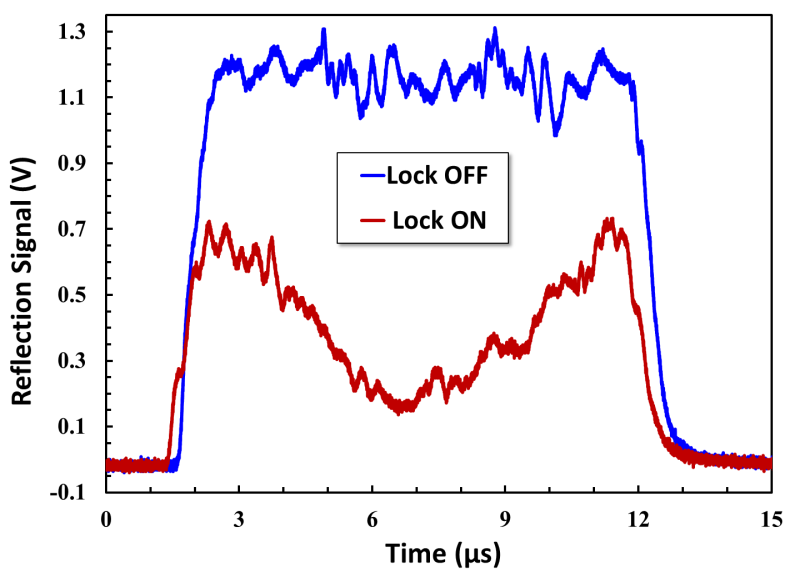 1.3
1.1
0.9
0.7
0.5
0.3
0.1
-0.1
Reflection Signal (V)
Lock OFF
Lock ON
0 3 6 9 12 15
Time (µs)